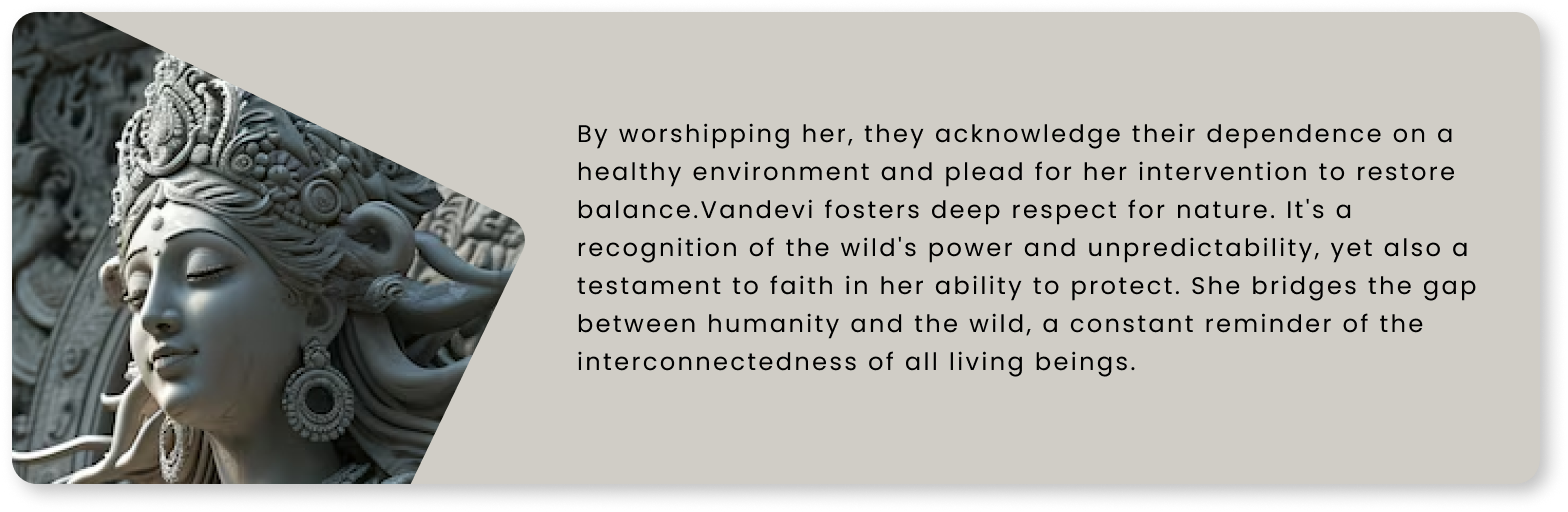 By worshipping her, they acknowledge their dependence on a
healthy environment and plead for her intervention to restore
balance.Vandevi fosters deep respect for nature. It's a
recognition of the wild's power and unpredictability, yet also a
testament to faith in her ability to protect. She bridges the gap
between humanity and the wild, a constant reminder of the
interconnectedness of all living beings.